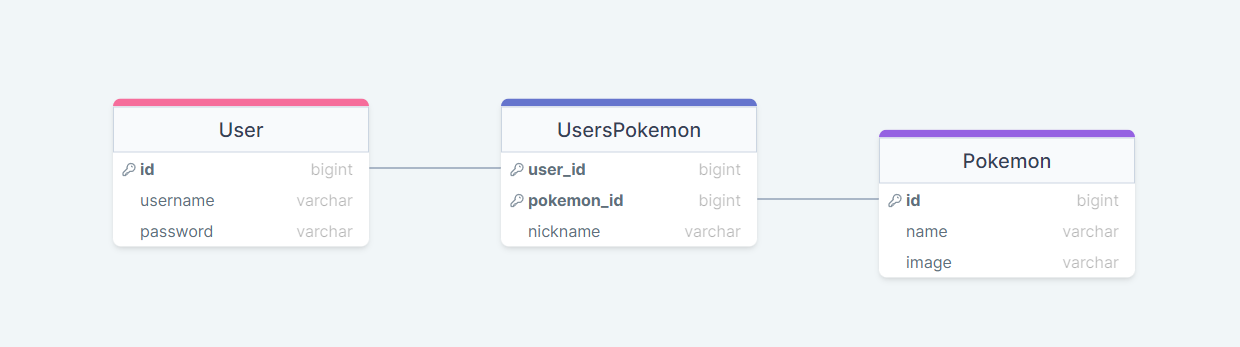 User
id bigint
username varchar
password varchar
UsersPokemon
user_id bigint
pokemon_id bigint
nickname varchar
Pokemon
id bigint
name varchar
image varchar